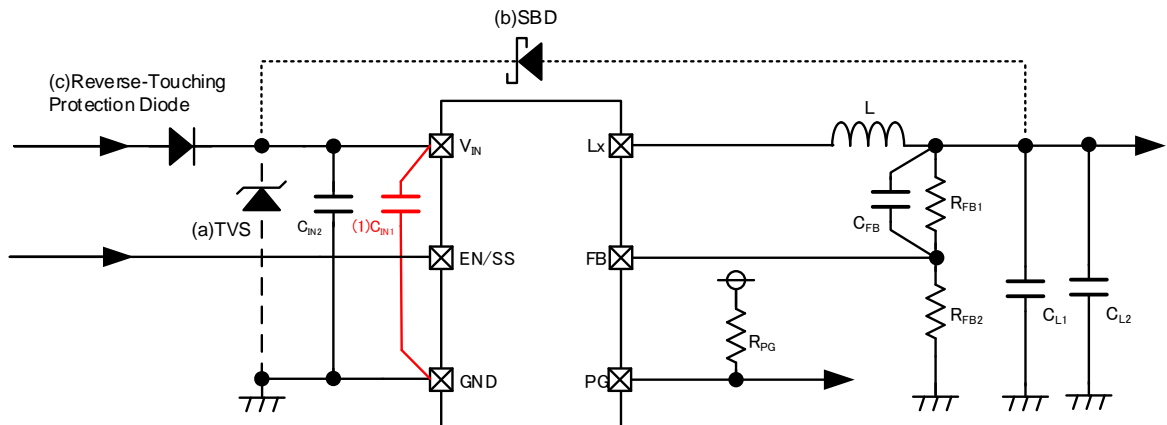 (b)SBD
(c)Reverse-Touching
Protection Diode
L
VIN
Lx
CFB
RFB1
(a)TVS
CIN2
(1)CIN1
EN/SS
FB
RFB2
CL1
CL2
RPG
GND
PG